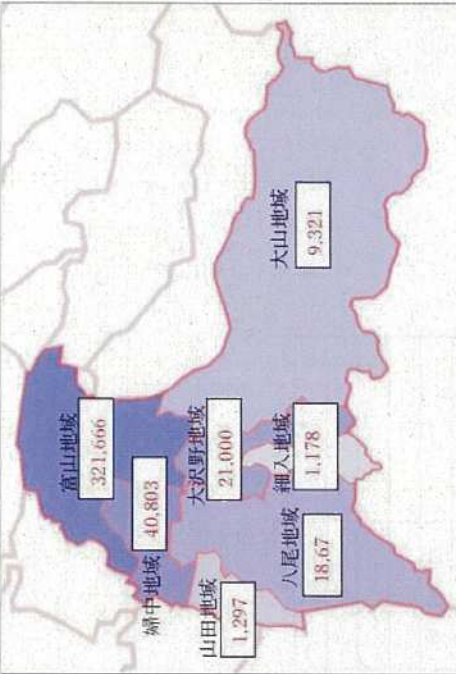 富山地域
321,666
婦中地域
40,803
大沢野地域
21,000
大山地域
9,321
山田地域
1,297
細入地域
1,178
八尾地域
18,67